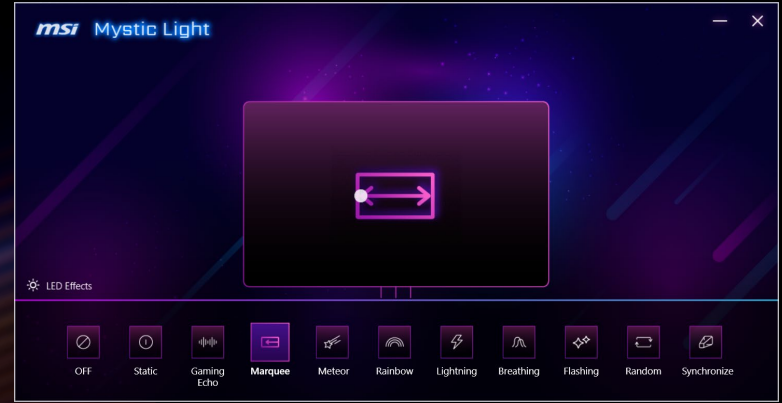 msi Mystic Light
LED Effects
OFF
Static
Gaming
Echo
Marquee
Meteor
Rainbow
Lightning
Breathing
Flashing
Random
Synchronize